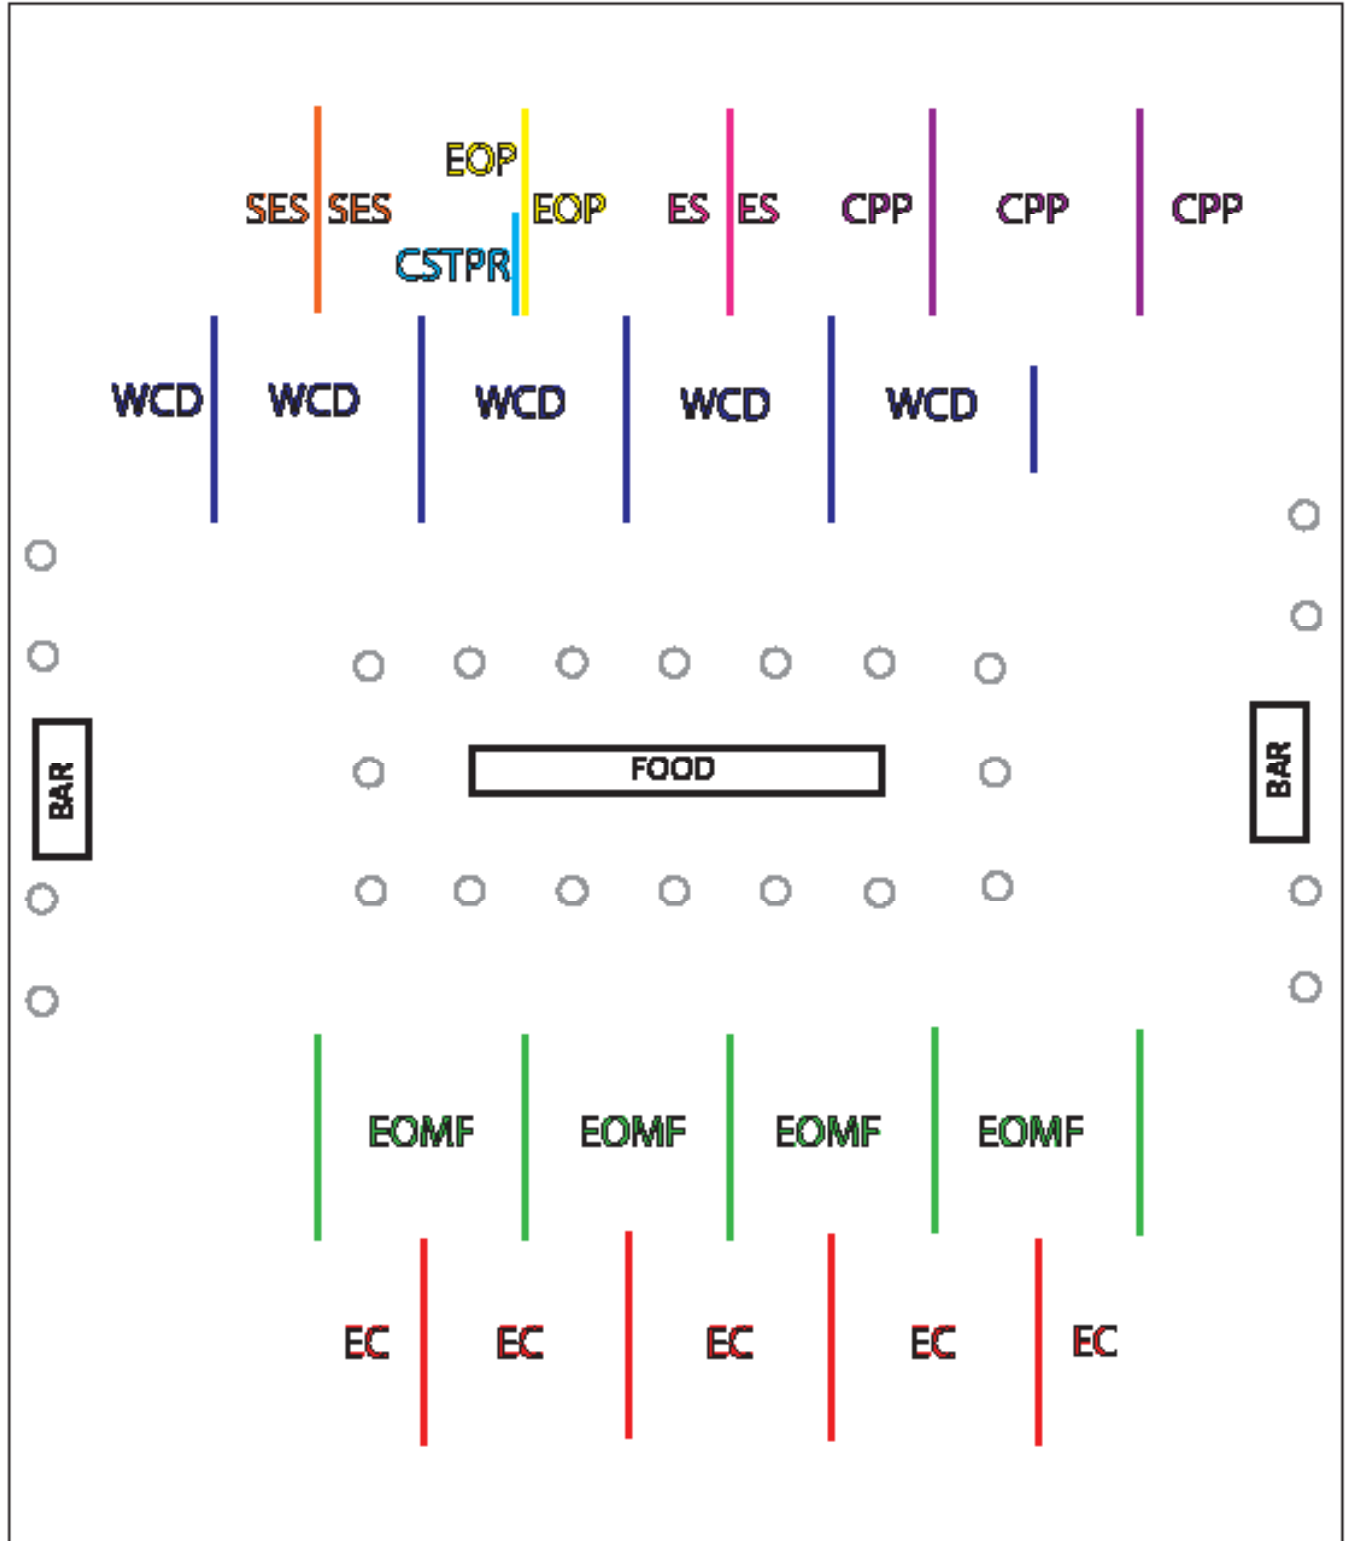 EOP
SES SES EOP ES ES CPP CPP CPP
CSTPR
WCD WCD WCD WCD WCD
BAR FOOD BAR
EOMF EOMF EOMF EOMF
EC EC EC EC EC